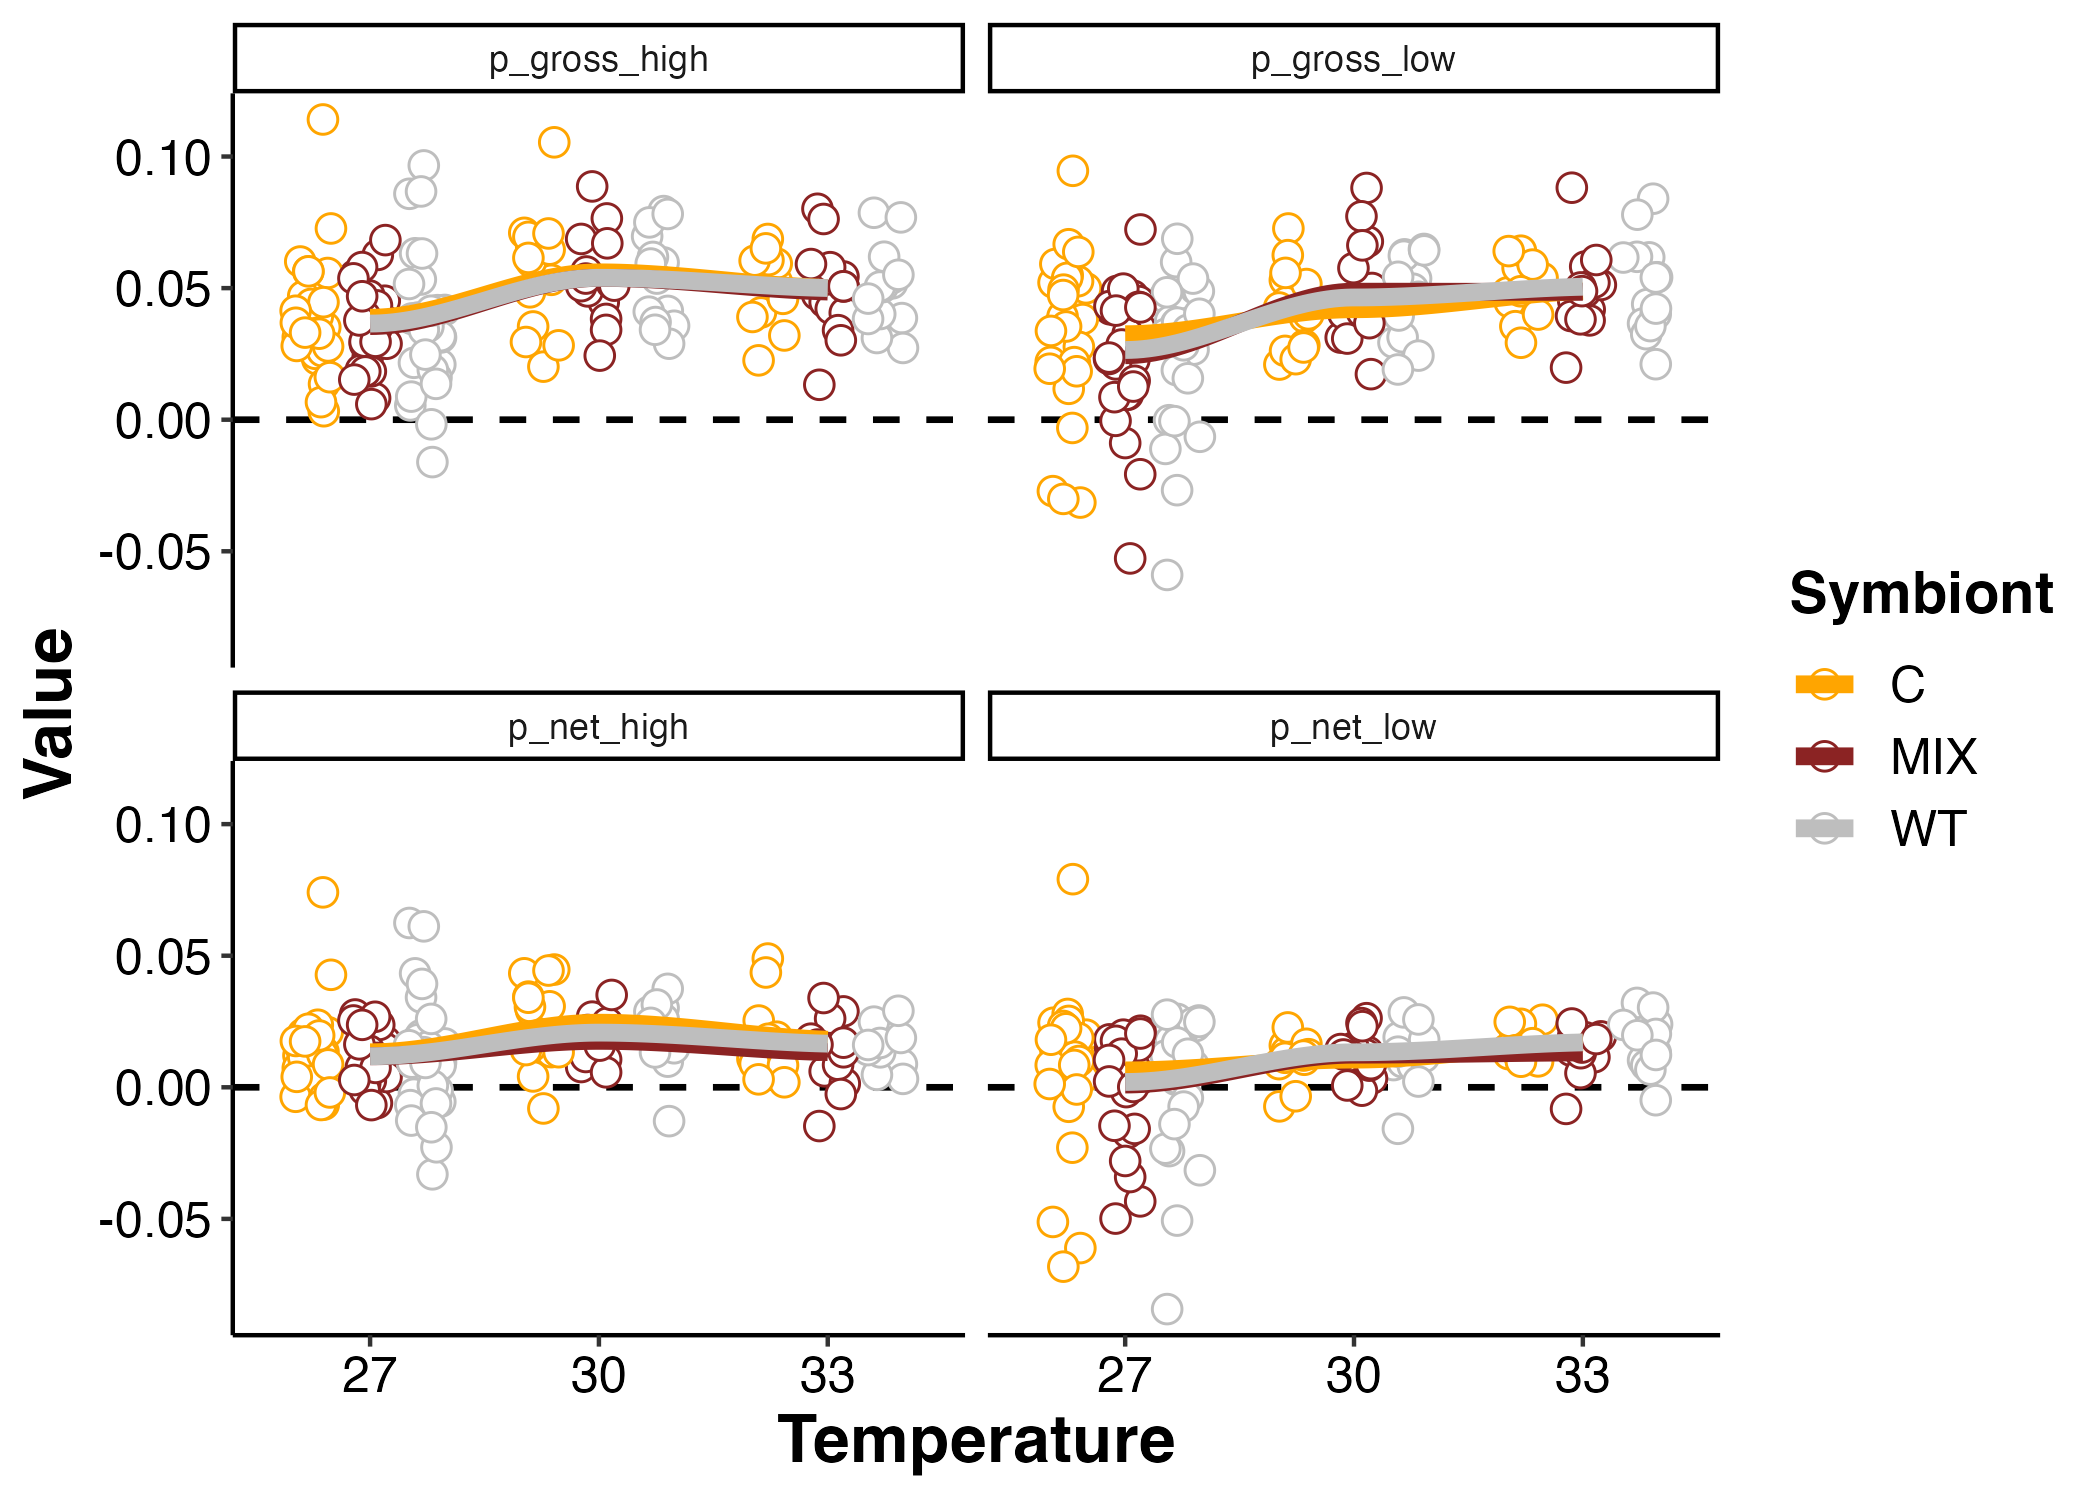 p_gross_high
p_gross_low
0.10
0.05
0.00
-0.05
Value
p_net_high
p_net_low
0.10
0.05
0.00
-0.05
27
30
33
27
30
33
Temperature
Symbiont
C
MIX
WT